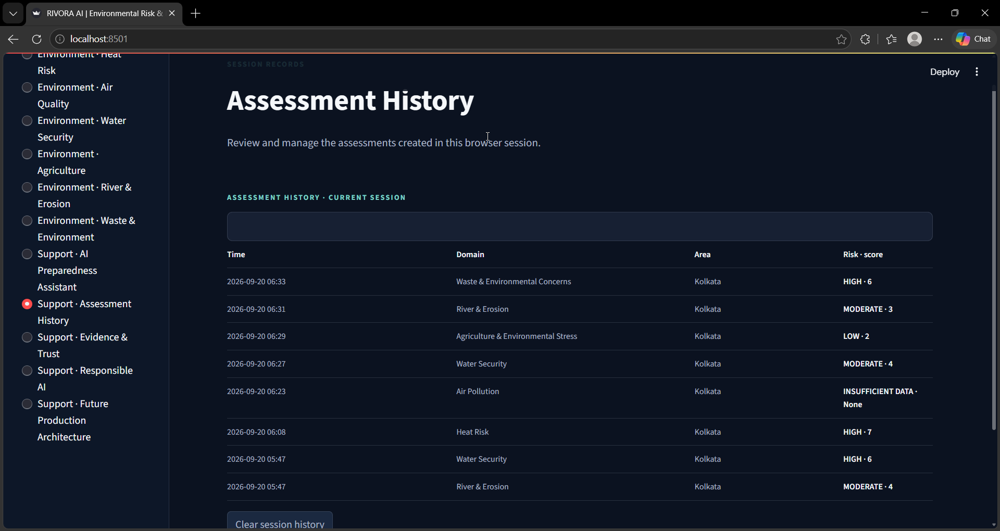 RIVORA AI | Environmental Risk &
localhost:8501
Chat
Environment · Heat
Risk
Environment · Air
Quality
Environment · Water
Security
Environment ·
Agriculture
Environment · River &
Erosion
Environment · Waste &
Environment
Support · AI
Preparedness
Assistant
Support · Assessment
History
Support · Evidence &
Trust
Support · Responsible
AI
Support · Future
Production
Architecture
SESSION RECORDS
Deploy
Assessment History
Review and manage the assessments created in this browser session.
ASSESSMENT HISTORY · CURRENT SESSION
Time Domain Area Risk · score
2026-09-20 06:33 Waste & Environmental Concerns Kolkata HIGH · 6
2026-09-20 06:31 River & Erosion Kolkata MODERATE · 3
2026-09-20 06:29 Agriculture & Environmental Stress Kolkata LOW · 2
2026-09-20 06:27 Water Security Kolkata MODERATE · 4
2026-09-20 06:23 Air Pollution Kolkata INSUFFICIENT DATA ·
None
2026-09-20 06:08 Heat Risk Kolkata HIGH · 7
2026-09-20 05:47 Water Security Kolkata HIGH · 6
2026-09-20 05:47 River & Erosion Kolkata MODERATE · 4
Clear session history